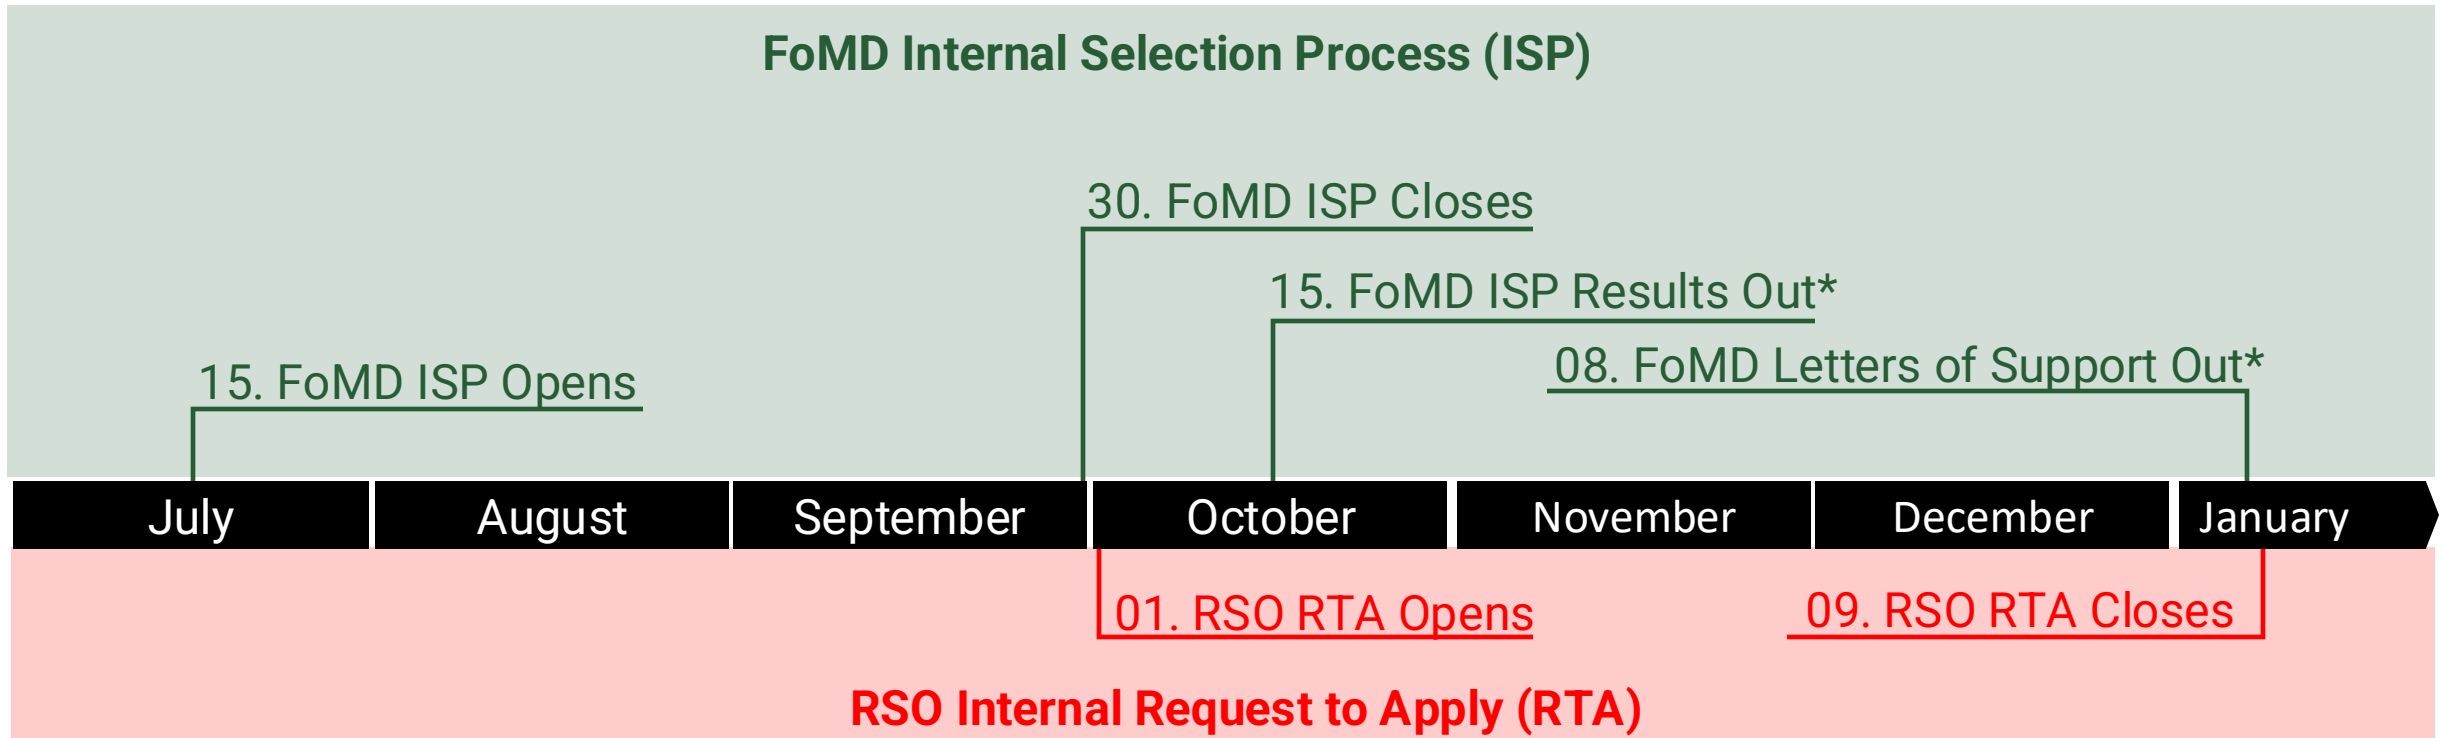 FoMD Internal Selection Process (ISP)
30. FoMD ISP Closes
15. FoMD ISP Results Out*
08. FoMD Letters of Support Out*
15. FoMD ISP Opens
July August September October November December January
01. RSO RTA Opens
09. RSO RTA Closes
RSO Internal Request to Apply (RTA)